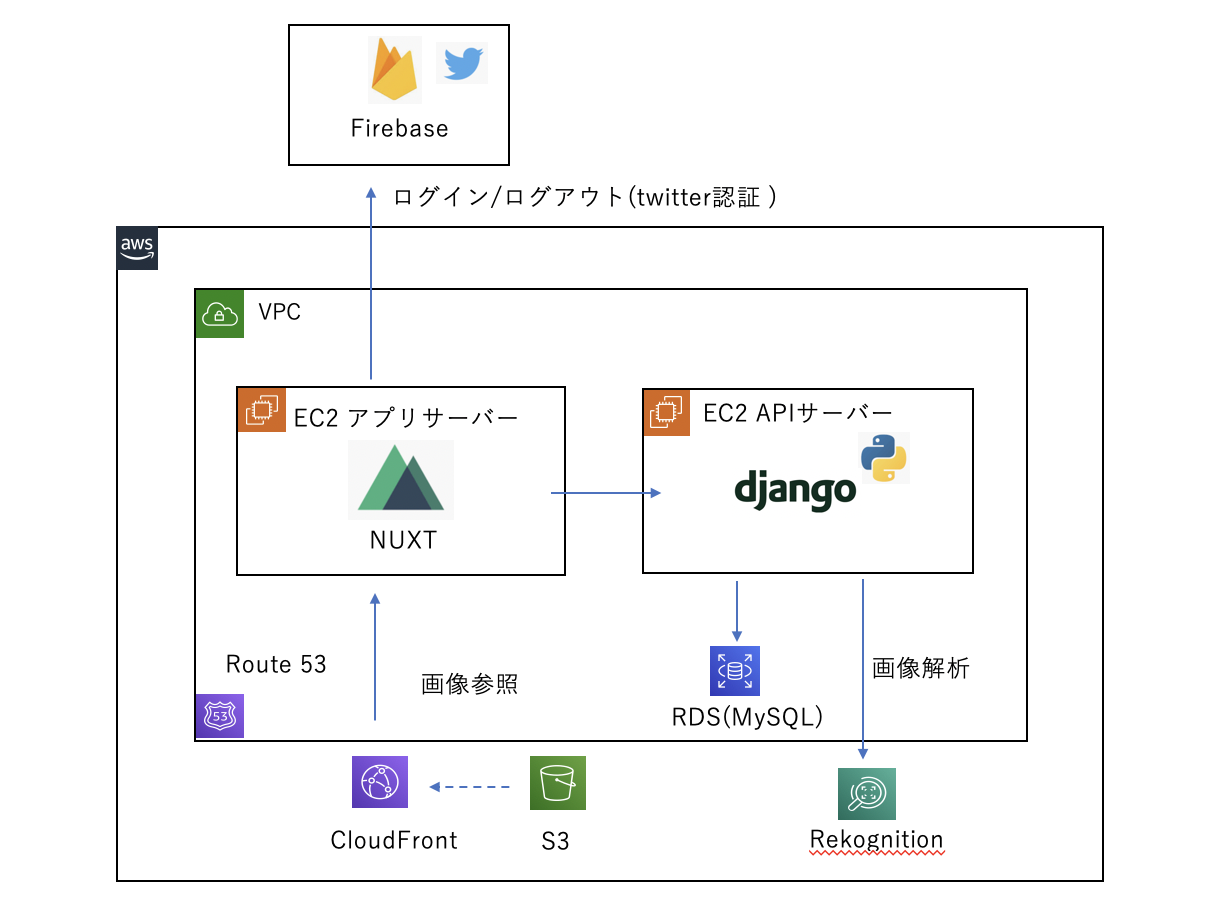 Firebase
ログイン/ログアウト(twitter認証 )
aws
VPC
EC2 アプリサーバー
NUXT
EC2 APIサーバー
django
Route 53
53
画像参照
RDS(MySQL)
画像解析
CloudFront
S3
Rekognition